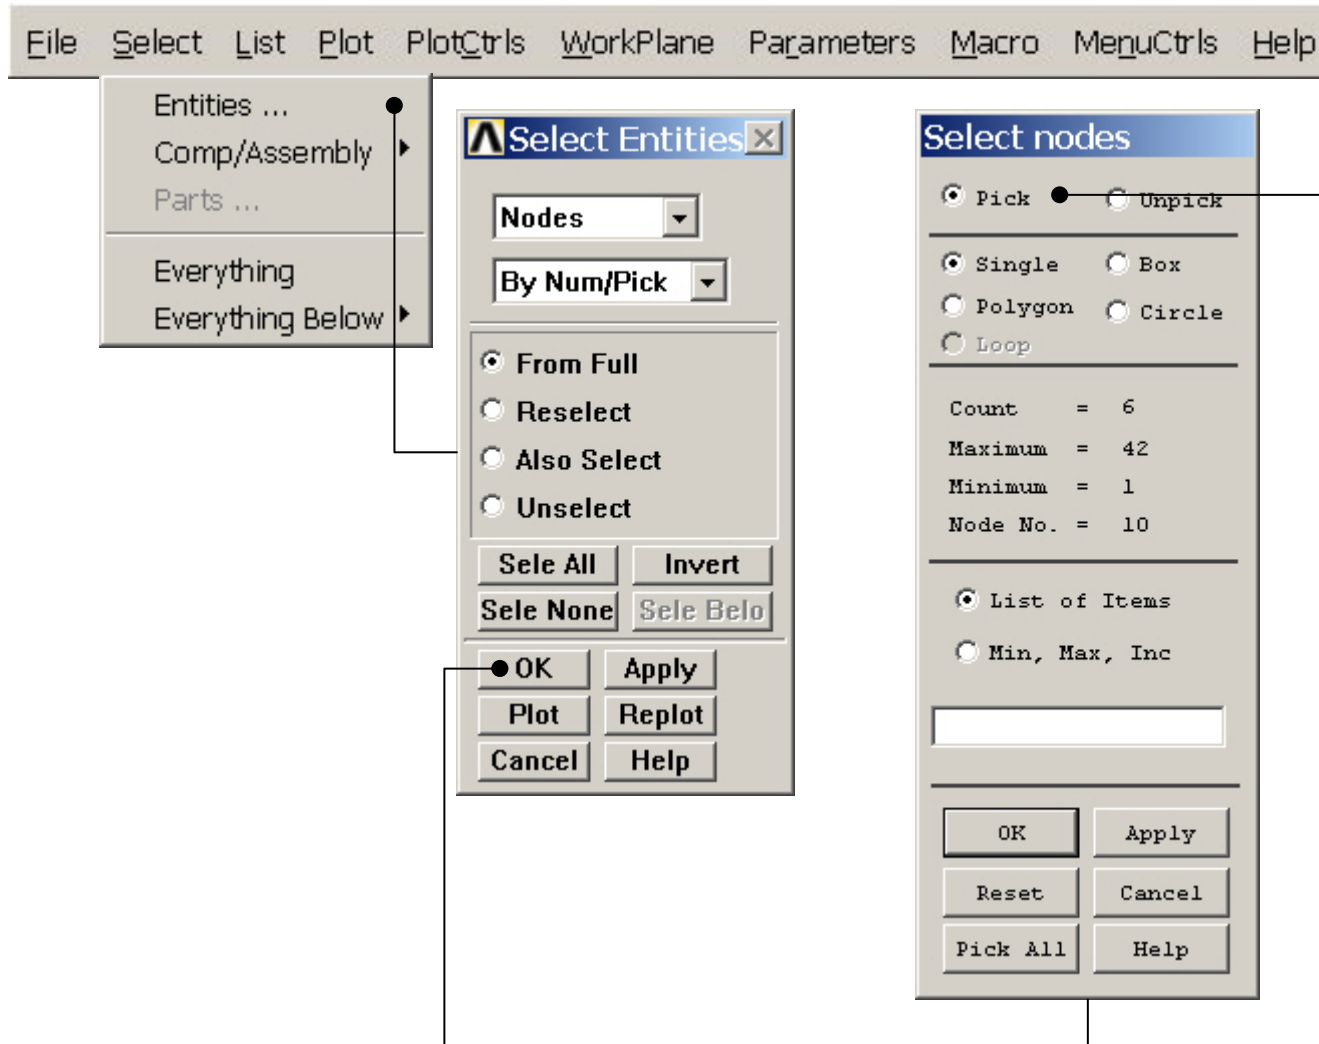 File Select List Plot PlotCtrls WorkPlane Parameters Macro MenuCtrls Help
Entities ...
Comp/Assembly
Parts ...
Everything
Everything Below
Select Entities
Nodes
By Num/Pick
From Full
Reselect
Also Select
Unselect
Sele All Invert
Sele None Sele Belo
OK Apply
Plot Replot
Cancel Help
Select nodes
Pick Unpick
Single Box
Polygon Circle
Loop
Count = 6
Maximum = 42
Minimum = 1
Node No. = 10
List of Items
Min, Max, Inc
OK Apply
Reset Cancel
Pick All Help